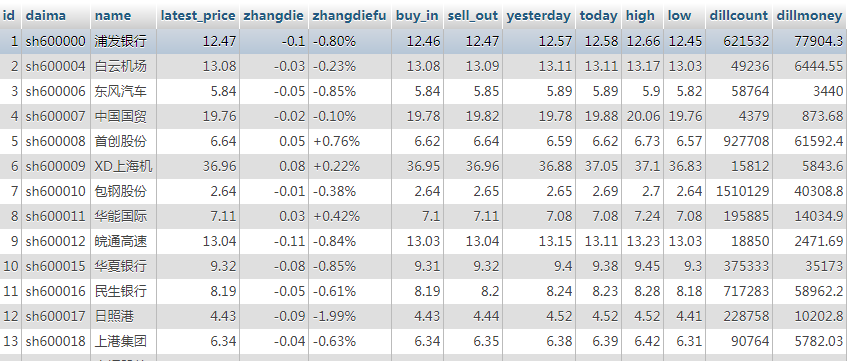 id daima name latest_price zhangdie zhangdiefu buy_in sell_out yesterday today high low dillcount dillmoney
1 sh600000 浦发银行 12.47 -0.1 -0.80% 12.46 12.47 12.57 12.58 12.66 12.45 621532 77904.3
2 sh600004 白云机场 13.08 -0.03 -0.23% 13.08 13.09 13.11 13.11 13.17 13.03 49236 6444.55
3 sh600006 东风汽车 5.84 -0.05 -0.85% 5.84 5.85 5.89 5.89 5.9 5.82 58764 3440
4 sh600007 中国国贸 19.76 -0.02 -0.10% 19.78 19.82 19.78 19.88 20.06 19.76 4379 873.68
5 sh600008 首创股份 6.64 0.05 +0.76% 6.62 6.64 6.59 6.62 6.73 6.57 927708 61592.4
6 sh600009 XD上海机 36.96 0.08 +0.22% 36.95 36.96 36.88 37.05 37.1 36.83 15812 5843.6
7 sh600010 包钢股份 2.64 -0.01 -0.38% 2.64 2.65 2.65 2.69 2.7 2.64 1510129 40308.8
8 sh600011 华能国际 7.11 0.03 +0.42% 7.1 7.11 7.08 7.08 7.24 7.08 195885 14034.9
9 sh600012 皖通高速 13.04 -0.11 -0.84% 13.03 13.04 13.15 13.11 13.23 13.03 18850 2471.69
10 sh600015 华夏银行 9.32 -0.08 -0.85% 9.31 9.32 9.4 9.38 9.45 9.3 375333 35173
11 sh600016 民生银行 8.19 -0.05 -0.61% 8.19 8.2 8.24 8.23 8.28 8.18 717283 58962.2
12 sh600017 日照港 4.43 -0.09 -1.99% 4.43 4.44 4.52 4.52 4.52 4.41 228758 10202.8
13 sh600018 上港集团 6.34 -0.04 -0.63% 6.34 6.35 6.38 6.39 6.42 6.31 90764 5782.03